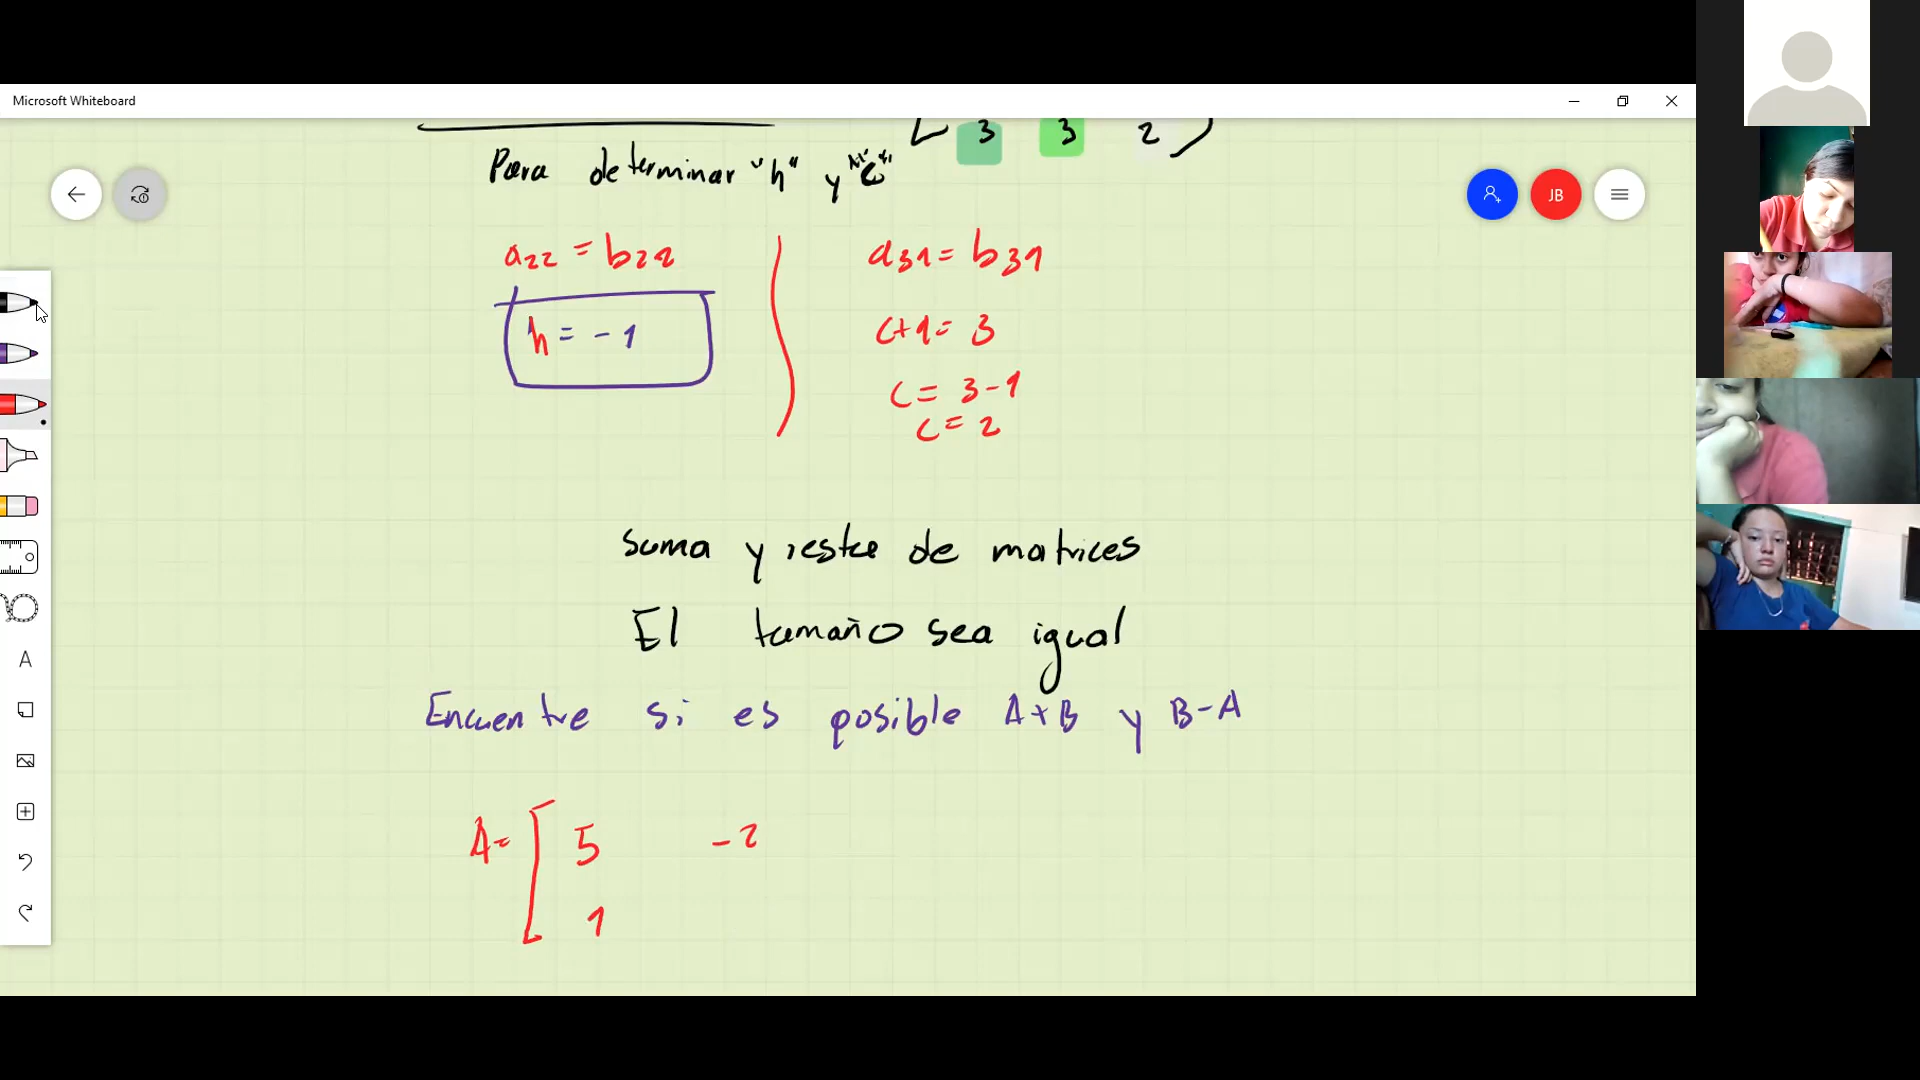 Microsoft Whiteboard
3 3 2
Para determinar "h" y "C"
JB
a22 = b22
a31 = b31
h = -1
c+1 = 3
c = 3-1
c = 2
suma y resta de matrices
El tamaño sea igual
Encuentre si es posible A+B y B-A
A
A= [ 5 -2
1